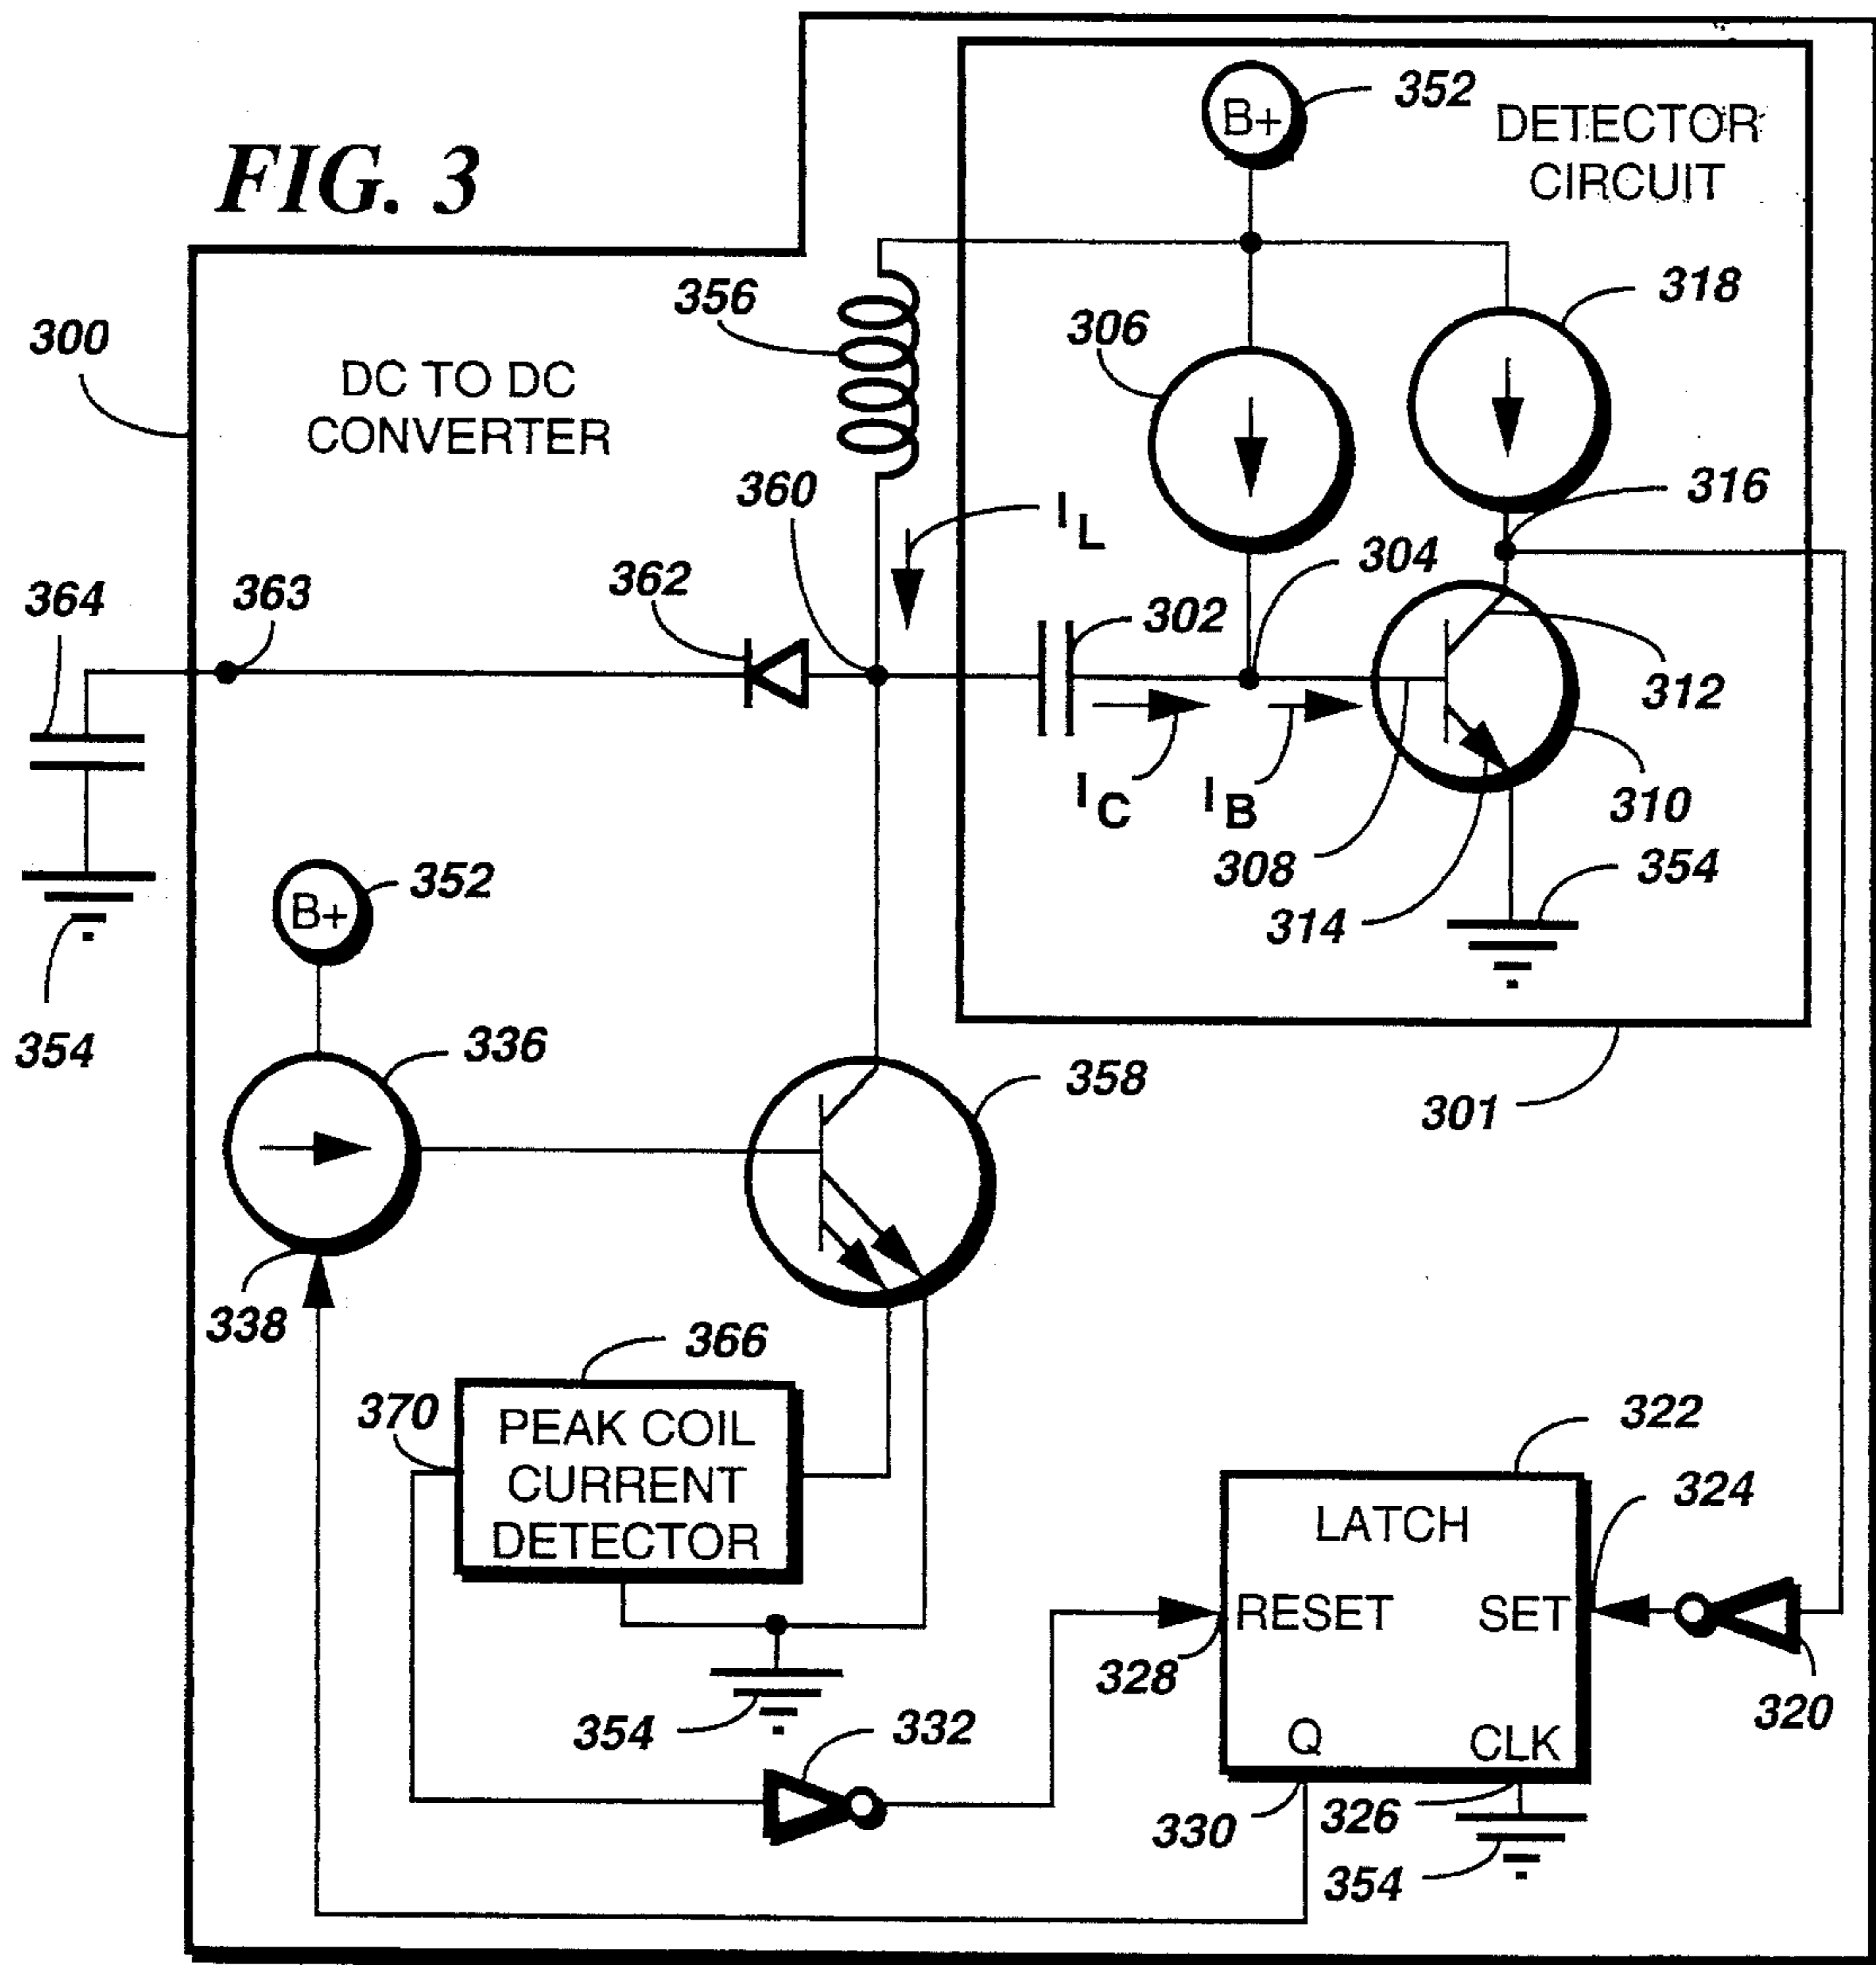 FIG. 3
B+
352
DETECTOR
CIRCUIT
300
DC TO DC
CONVERTER
356
306
318
360
I L
316
364
363
362
302
304
312
I C
I B
308
310
314
354
B+
352
354
336
358
301
338
366
370
PEAK COIL
CURRENT
DETECTOR
322
LATCH
324
RESET
SET
328
354
332
Q
CLK
320
330
326
354